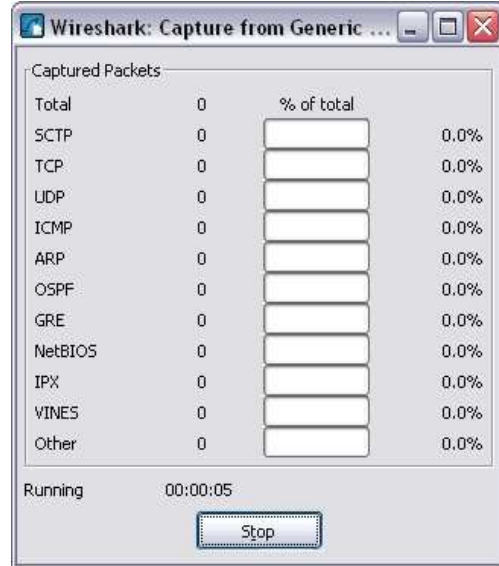 Wireshark: Capture from Generic ...
Captured Packets
Total 0 % of total
SCTP 0 0.0%
TCP 0 0.0%
UDP 0 0.0%
ICMP 0 0.0%
ARP 0 0.0%
OSPF 0 0.0%
GRE 0 0.0%
NetBIOS 0 0.0%
IPX 0 0.0%
VINES 0 0.0%
Other 0 0.0%
Running 00:00:05
Stop